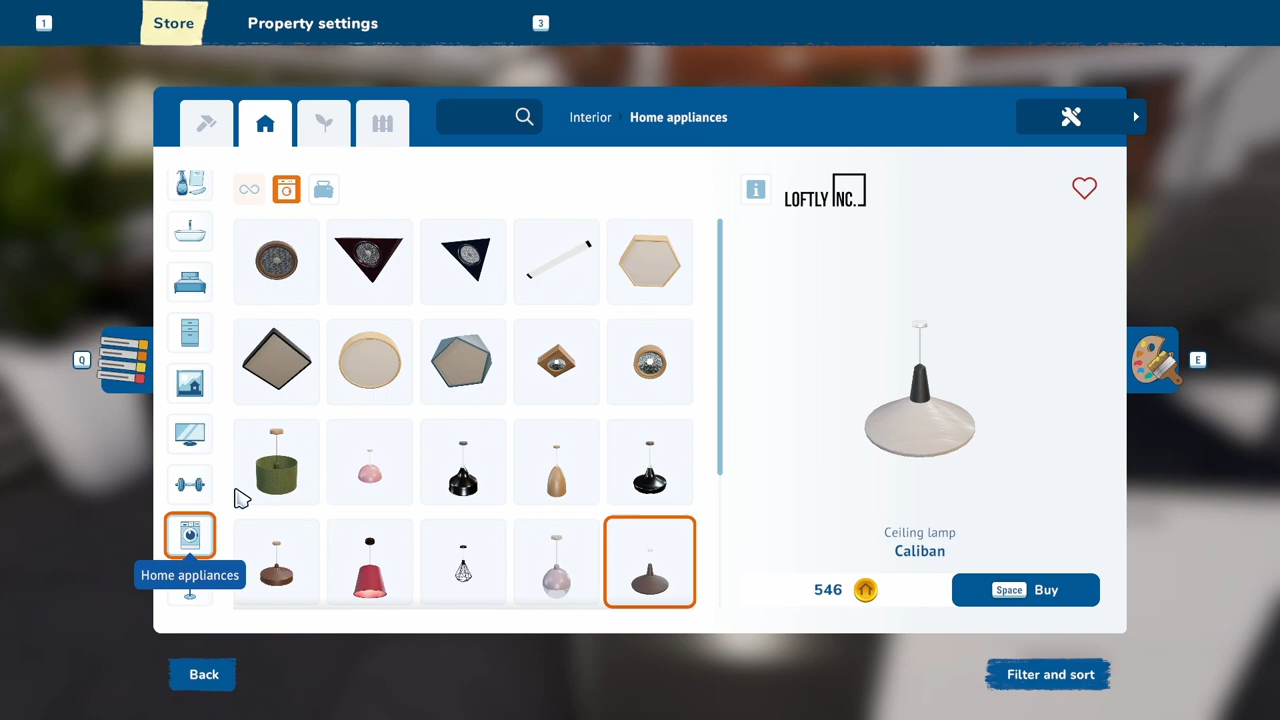 1
Store
Property settings
3
Interior
Home appliances
LOFTLY INC.
Q
E
Home appliances
Ceiling lamp
Caliban
546
Space
Buy
Back
Filter and sort